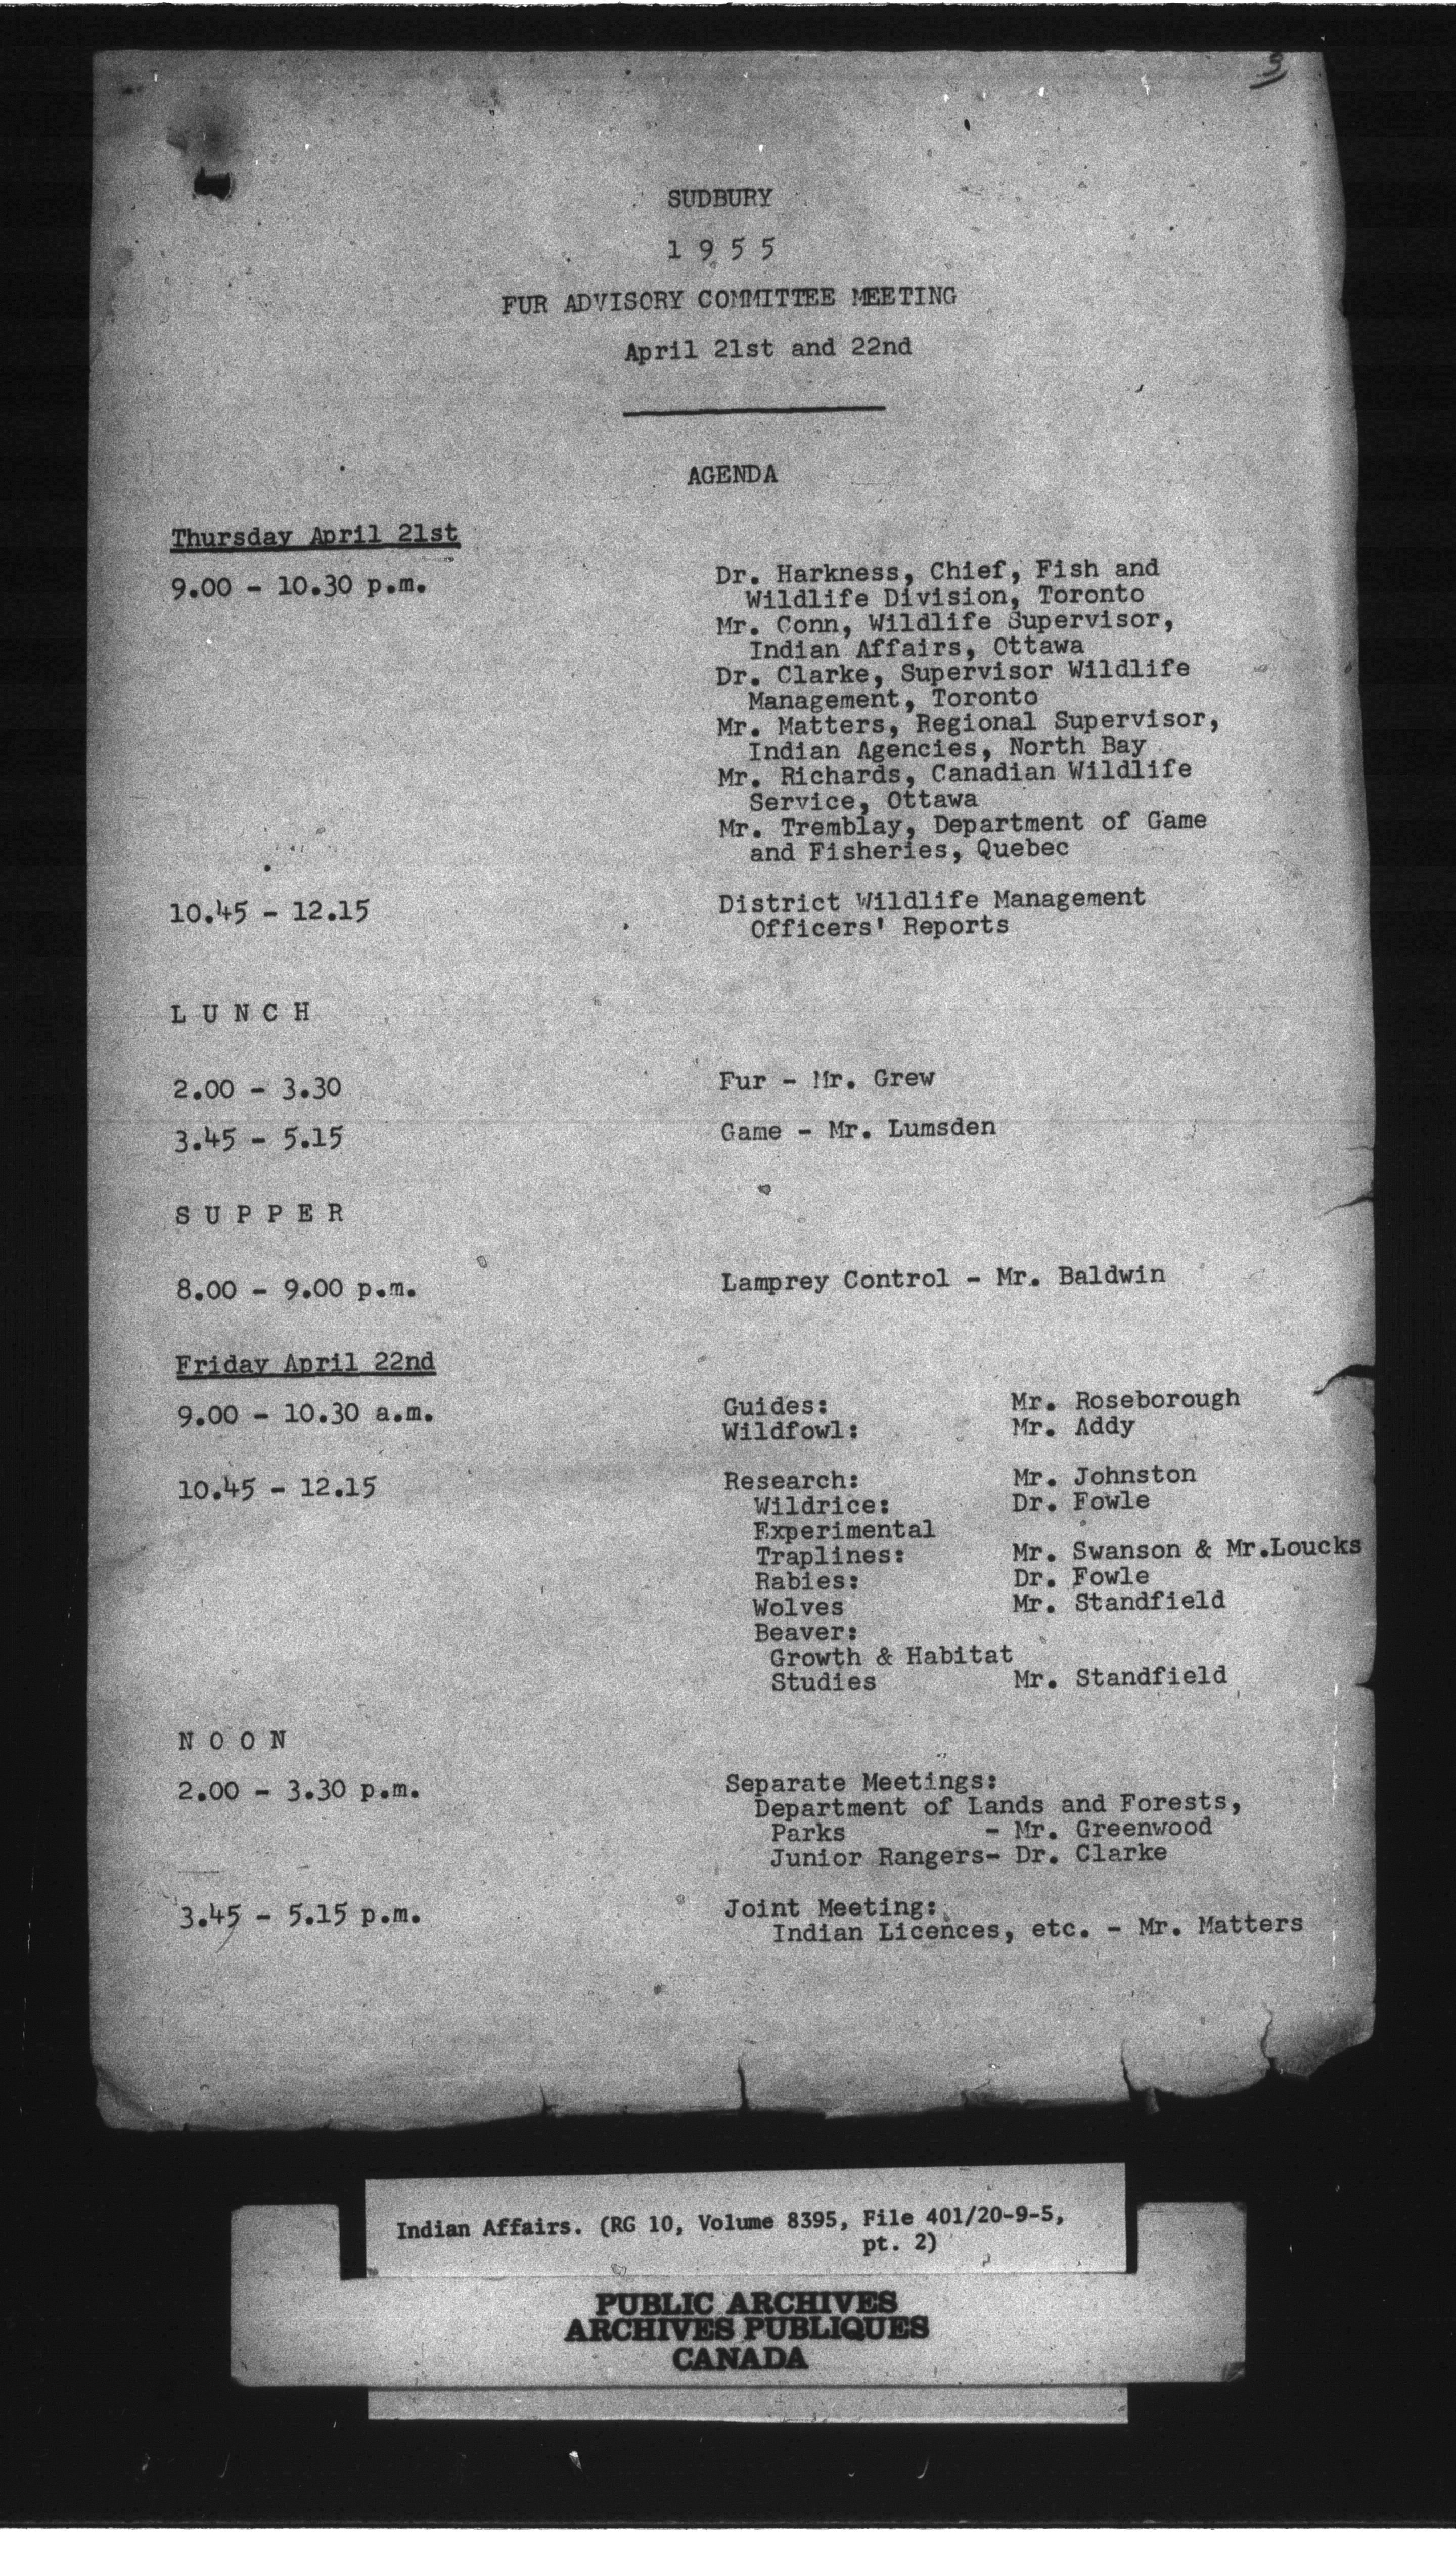 3
SUDBURY
1 9 5 5
FUR ADVISORY COMMITTEE MEETING
April 21st and 22nd
AGENDA
Thursday April 21st
9.00 - 10.30 p.m.
Dr. Harkness, Chief, Fish and
Wildlife Division, Toronto
Mr. Conn, Wildlife Supervisor,
Indian Affairs, Ottawa
Dr. Clarke, Supervisor Wildlife
Management, Toronto
Mr. Matters, Regional Supervisor,
Indian Agencies, North Bay
Mr. Richards, Canadian Wildlife
Service, Ottawa
Mr. Tremblay, Department of Game
and Fisheries, Quebec
10.45 - 12.15
District Wildlife Management
Officers' Reports
L U N C H
2.00 - 3.30 Fur - Mr. Grew
3.45 - 5.15 Game - Mr. Lumsden
S U P P E R
8.00 - 9.00 p.m. Lamprey Control - Mr. Baldwin
Friday April 22nd
9.00 - 10.30 a.m. Guides: Mr. Roseborough
Wildfowl: Mr. Addy
10.45 - 12.15 Research: Mr. Johnston
Wildrice: Dr. Fowle
Experimental
Traplines: Mr. Swanson & Mr.Loucks
Rabies: Dr. Fowle
Wolves Mr. Standfield
Beaver:
Growth & Habitat
Studies Mr. Standfield
N O O N
2.00 - 3.30 p.m. Separate Meetings:
Department of Lands and Forests,
Parks - Mr. Greenwood
Junior Rangers- Dr. Clarke
3.45 - 5.15 p.m. Joint Meeting:
Indian Licences, etc. - Mr. Matters
Indian Affairs. (RG 10, Volume 8395, File 401/20-9-5,
pt. 2)
PUBLIC ARCHIVES
ARCHIVES PUBLIQUES
CANADA